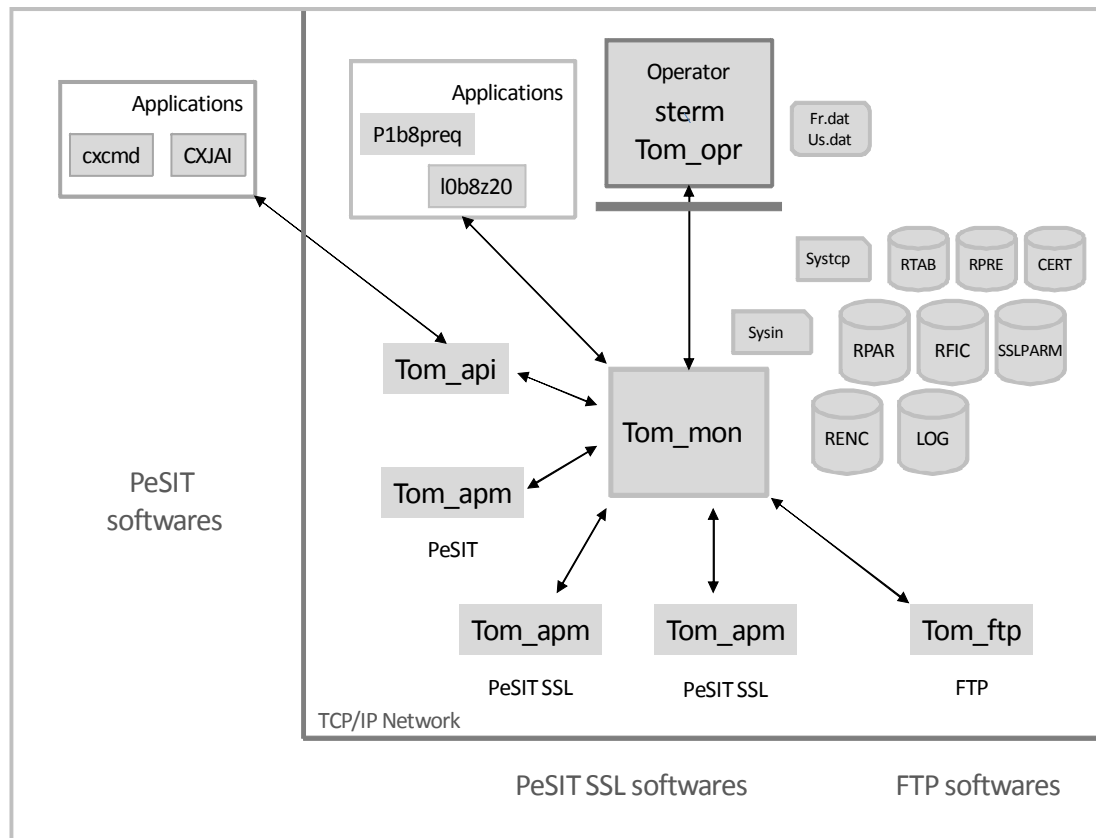 Applications
cxcmd
CXJAI
Applications
P1b8preq
l0b8z20
Operator
sterm
Tom_opr
Fr.dat
Us.dat
Systcp
RTAB
RPRE
CERT
Sysin
RPAR
RFIC
SSLPARM
RENC
LOG
Tom_api
Tom_mon
Tom_apm
PeSIT
PeSIT
softwares
Tom_apm
PeSIT SSL
Tom_apm
PeSIT SSL
Tom_ftp
FTP
TCP/IP Network
PeSIT SSL softwares
FTP softwares